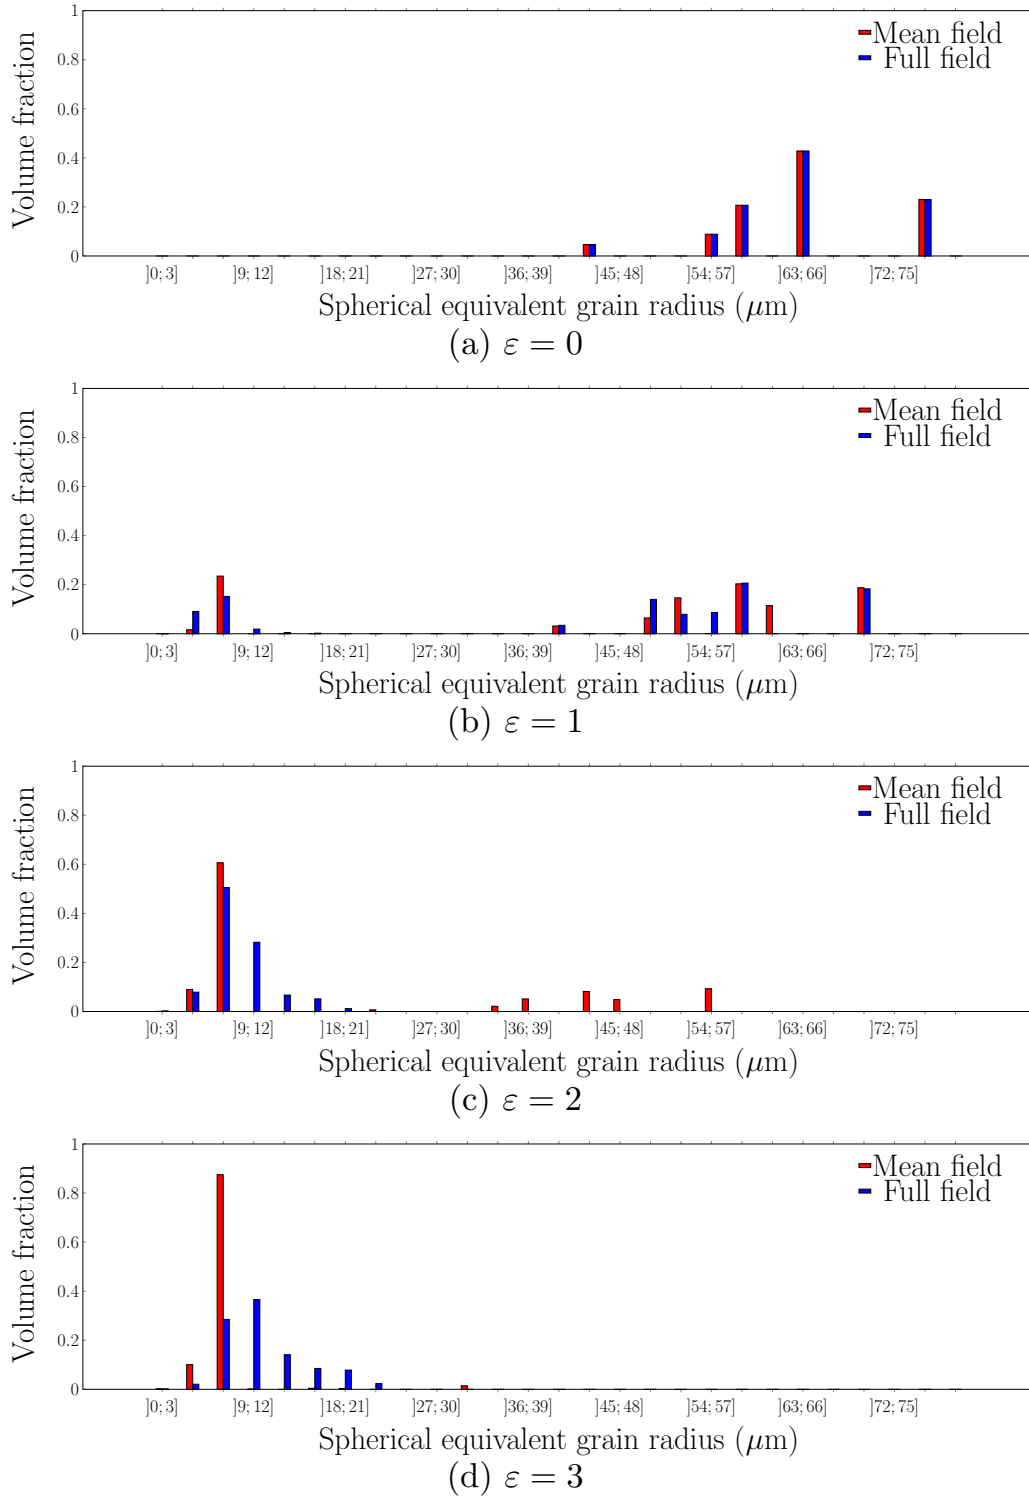 1
Mean field
Full field
0.8
0.6
0.4
0.2
0
Volume fraction
]0; 3] ]9; 12] ]18; 21] ]27; 30] ]36; 39] ]45; 48] ]54; 57] ]63; 66] ]72; 75]
Spherical equivalent grain radius (μm)
(a) ε = 0
1
Mean field
Full field
0.8
0.6
0.4
0.2
0
Volume fraction
]0; 3] ]9; 12] ]18; 21] ]27; 30] ]36; 39] ]45; 48] ]54; 57] ]63; 66] ]72; 75]
Spherical equivalent grain radius (μm)
(b) ε = 1
1
Mean field
Full field
0.8
0.6
0.4
0.2
0
Volume fraction
]0; 3] ]9; 12] ]18; 21] ]27; 30] ]36; 39] ]45; 48] ]54; 57] ]63; 66] ]72; 75]
Spherical equivalent grain radius (μm)
(c) ε = 2
1
Mean field
Full field
0.8
0.6
0.4
0.2
0
Volume fraction
]0; 3] ]9; 12] ]18; 21] ]27; 30] ]36; 39] ]45; 48] ]54; 57] ]63; 66] ]72; 75]
Spherical equivalent grain radius (μm)
(d) ε = 3